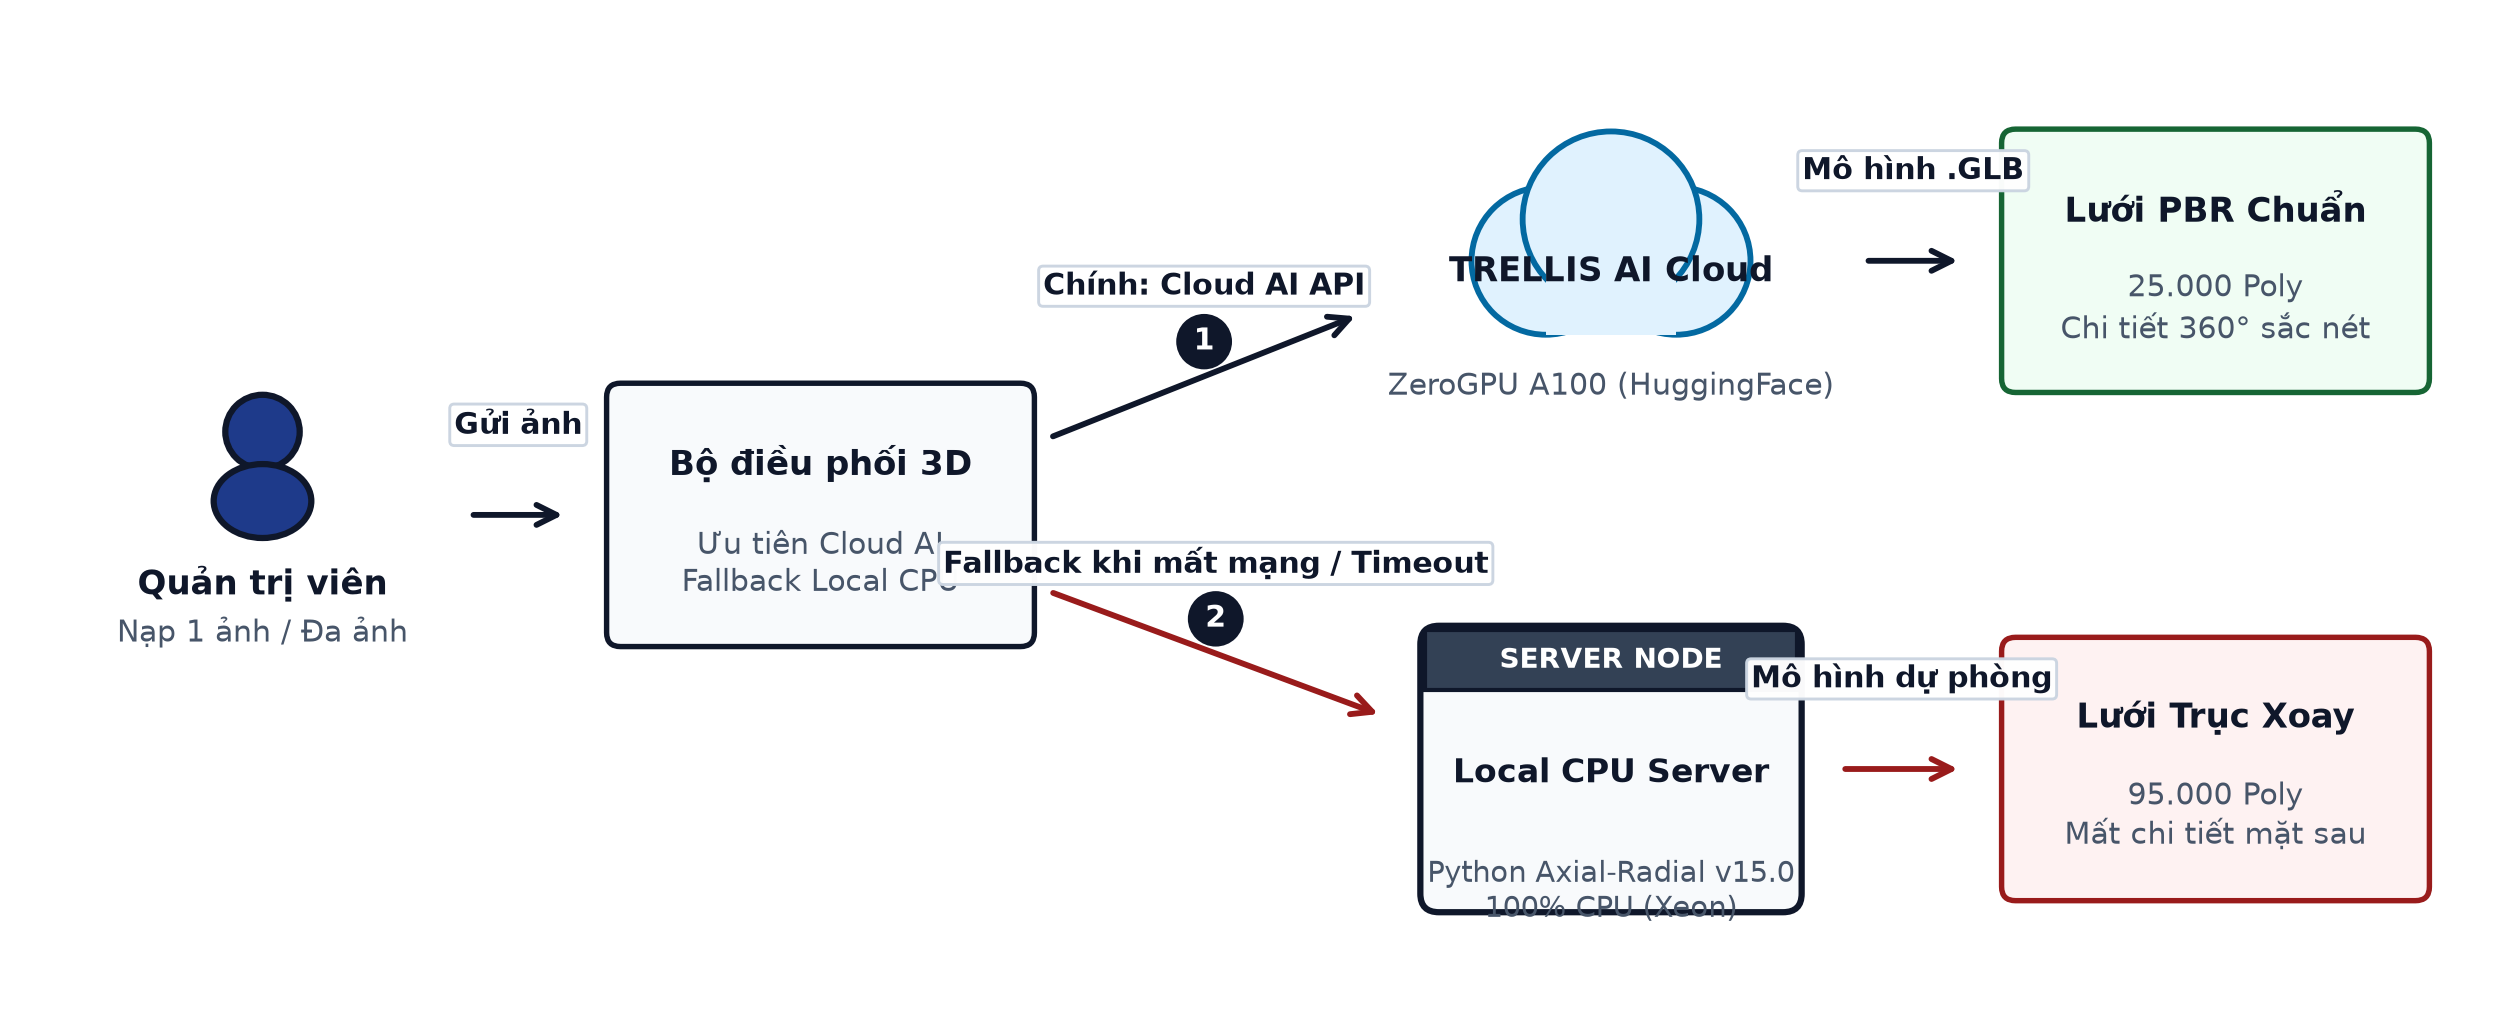 Quản trị viên
Nạp 1 ảnh / Đa ảnh
Gửi ảnh
Bộ điều phối 3D
Ưu tiên Cloud AI
Fallback Local CPU
Chính: Cloud AI API
1
TRELLIS AI Cloud
ZeroGPU A100 (HuggingFace)
Mô hình .GLB
Lưới PBR Chuẩn
25.000 Poly
Chi tiết 360° sắc nét
Fallback khi mất mạng / Timeout
2
SERVER NODE
Local CPU Server
Python Axial-Radial v15.0
100% CPU (Xeon)
Mô hình dự phòng
Lưới Trục Xoay
95.000 Poly
Mất chi tiết mặt sau